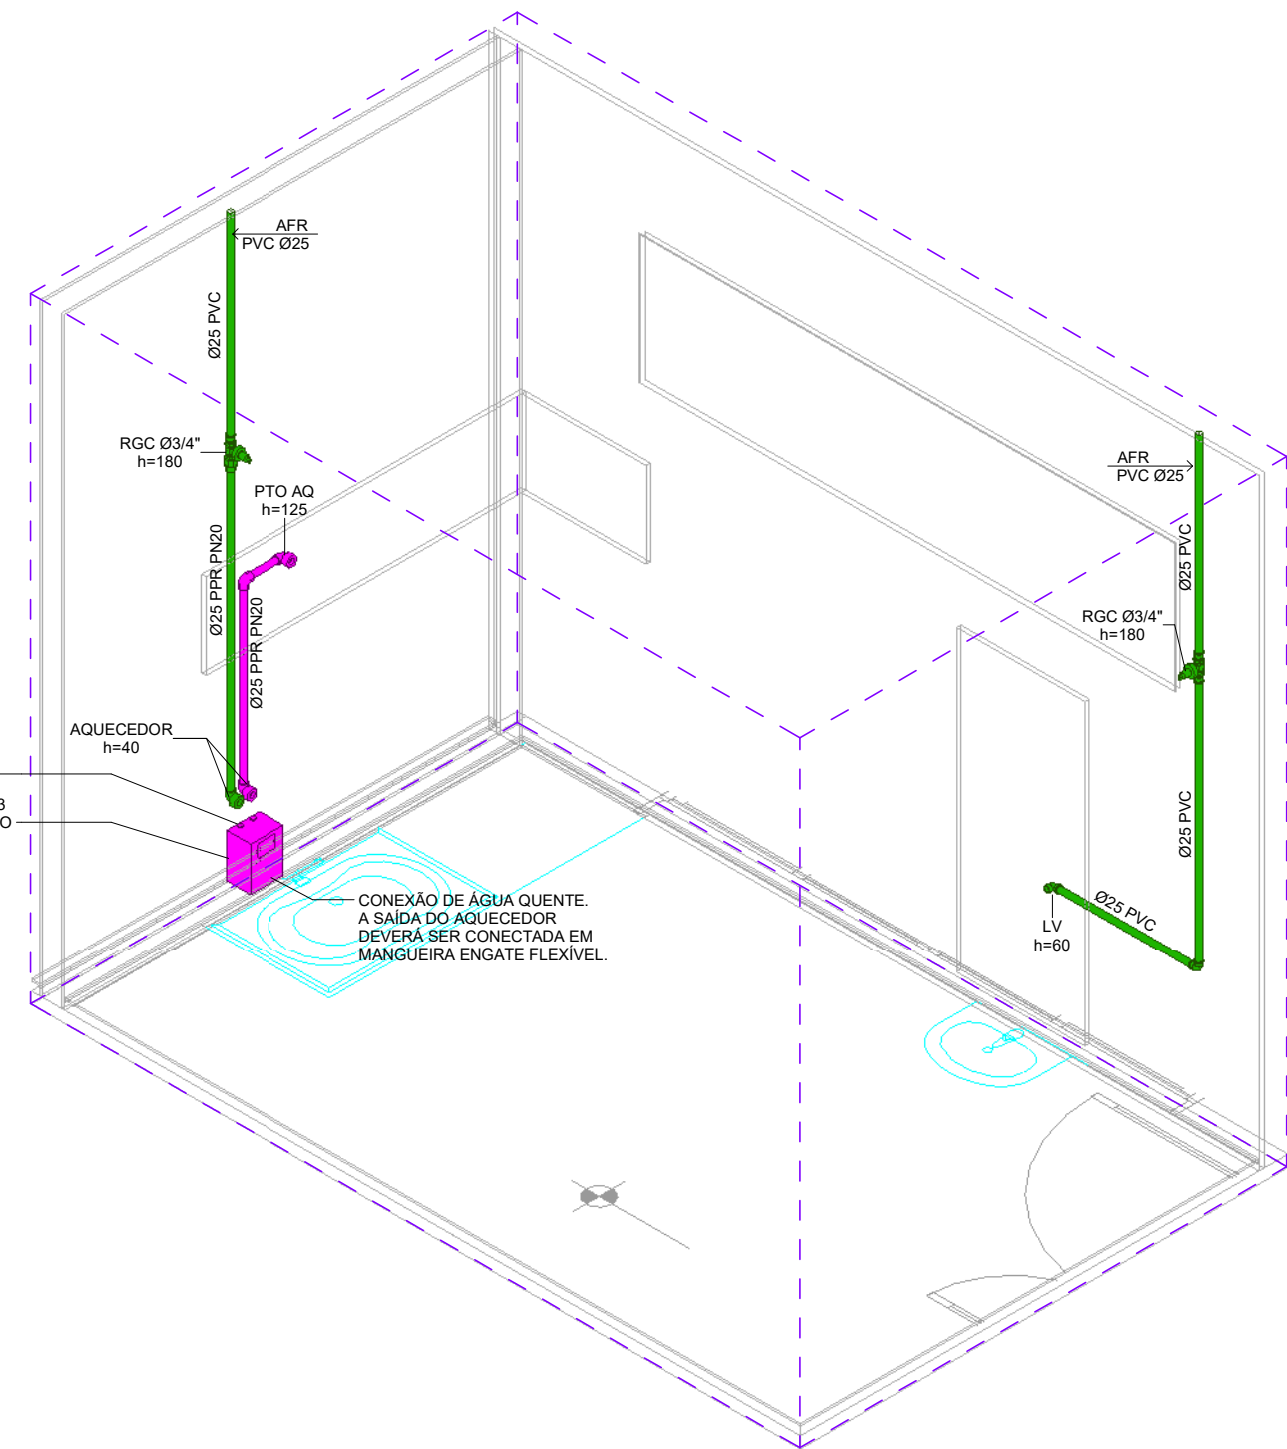 AFR
PVC Ø25
Ø25 PVC
RGC Ø3/4"
h=180
PTO AQ
h=125
Ø25 PPR PN20
Ø25 PPR PN20
AQUECEDOR
h=40
3
O
CONEXÃO DE ÁGUA QUENTE.
A SAÍDA DO AQUECEDOR
DEVERÁ SER CONECTADA EM
MANGUEIRA ENGATE FLEXÍVEL.
AFR
PVC Ø25
Ø25 PVC
RGC Ø3/4"
h=180
Ø25 PVC
Ø25 PVC
LV
h=60